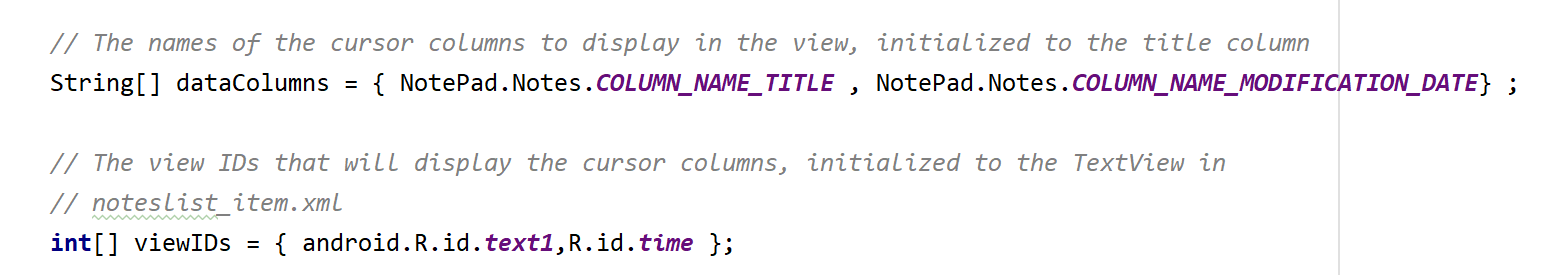 // The names of the cursor columns to display in the view, initialized to the title column
String[] dataColumns = { NotePad.Notes.COLUMN_NAME_TITLE , NotePad.Notes.COLUMN_NAME_MODIFICATION_DATE} ;
// The view IDs that will display the cursor columns, initialized to the TextView in
// noteslist_item.xml
int[] viewIDs = { android.R.id.text1,R.id.time };